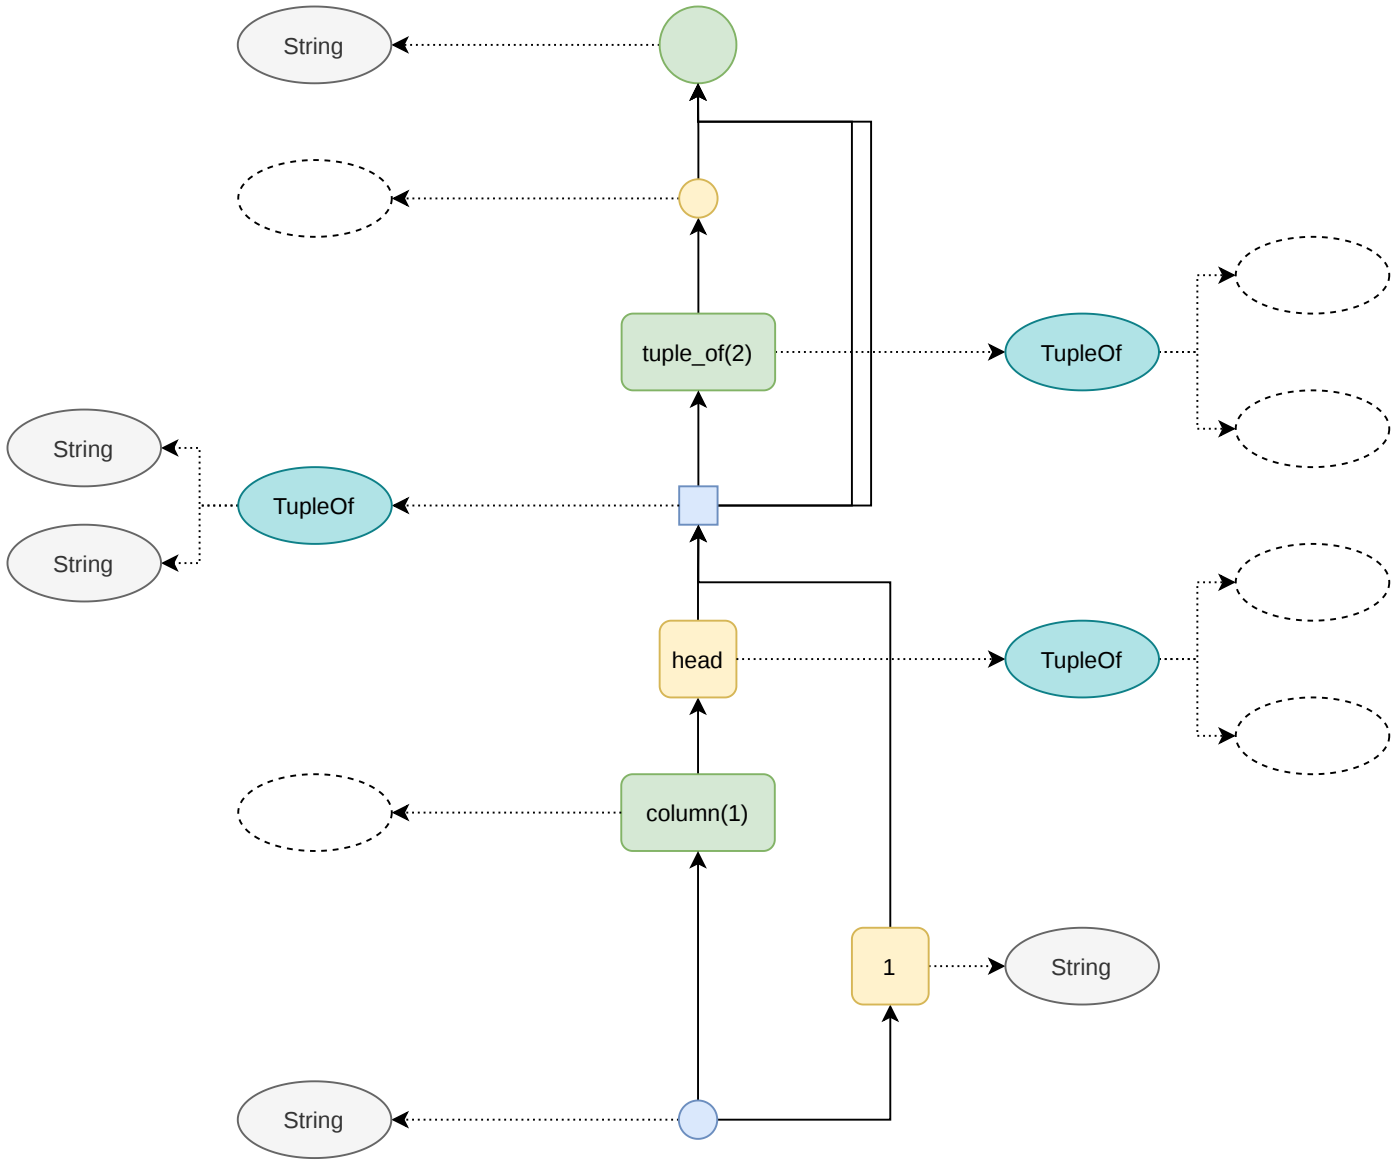 String
tuple_of(2)
TupleOf
String
TupleOf
String
head
TupleOf
column(1)
1
String
String